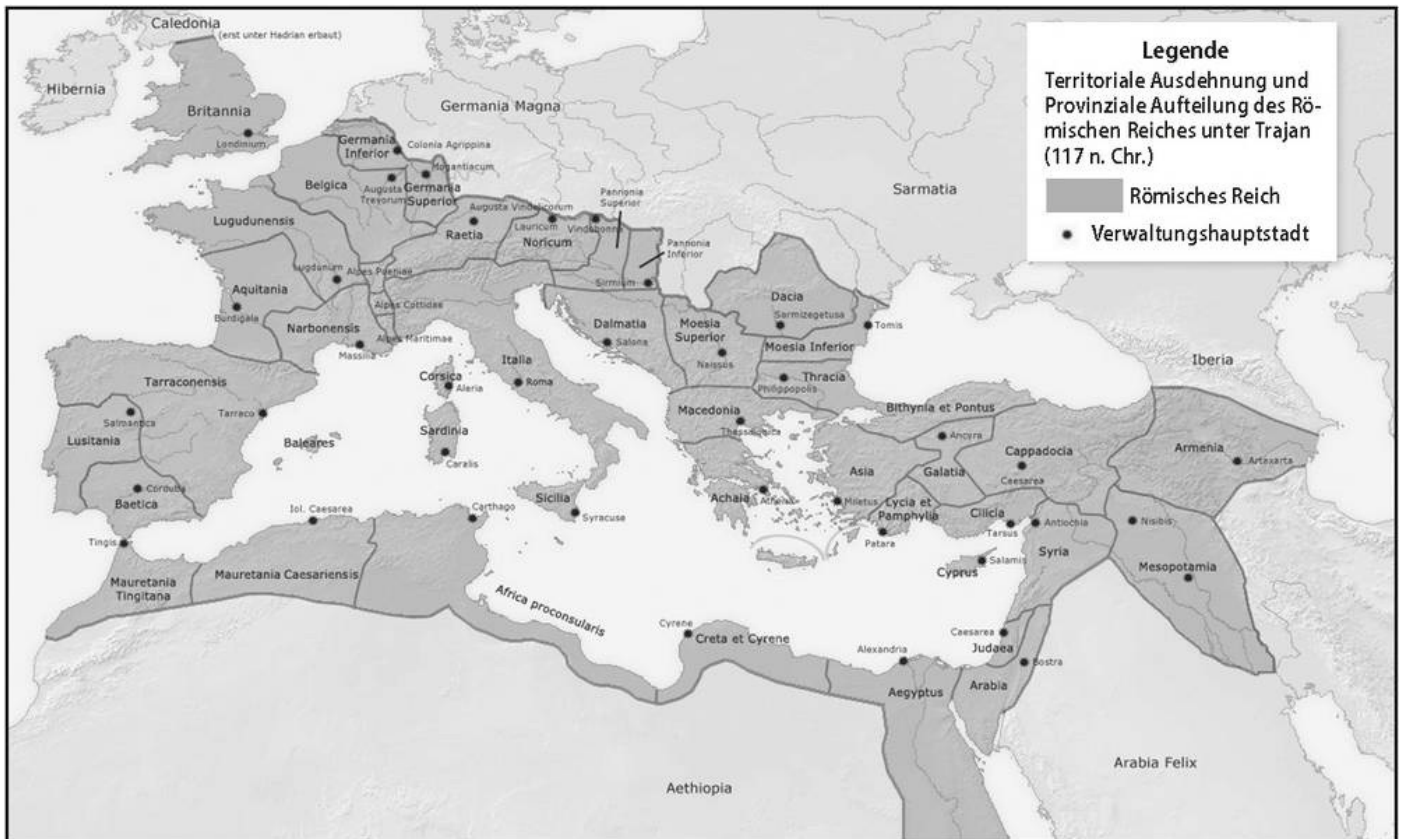 Caledonia
(erst unter Hadrian erbaut)
Hibernia
Britannia
Londinium
Germania Magna
Sarmatia
Legende
Territoriale Ausdehnung und
Provinziale Aufteilung des Rö-
mischen Reiches unter Trajan
(117 n. Chr.)
Römisches Reich
Verwaltungshauptstadt
Germania
Inferior
Colonia Agrippina
Mogantiacum
Belgica
Augusta
Treyorum
Germania
Superior
Lugudunensis
Augusta Vindelicorum
Raetia
Lauricum
Noricum
Vindobonna
Pannonia
Superior
Pannonia
Inferior
Sirmium
Aquitania
Burdigala
Lugdunum
Alpes Poeniae
Alpes Cottidae
Alpes Maritimae
Narbonensis
Massilia
Dacia
Sarmizegetusa
Tomis
Dalmatia
Salona
Moesia
Superior
Naissus
Moesia Inferior
Thracia
Philippopolis
Iberia
Italia
Roma
Corsica
Aleria
Sardinia
Caralis
Tarraconensis
Salmantica
Tarraco
Lusitania
Baleares
Corduba
Baetica
Macedonia
Thessalonica
Bithynia et Pontus
Ancyra
Galatia
Cappadocia
Caesarea
Armenia
Artaxarta
Asia
Miletus
Achaia
Athenae
Lycia et
Pamphylia
Patara
Cilicia
Tarsus
Antiochia
Syria
Nisibis
Mesopotamia
Salamis
Cyprus
Sicilia
Syracuse
Carthago
Iol. Caesarea
Tingis
Mauretania
Tingitana
Mauretania Caesariensis
Africa proconsularis
Cyrene
Creta et Cyrene
Alexandria
Aegyptus
Caesarea
Judaea
Bostra
Arabia
Arabia Felix
Aethiopia